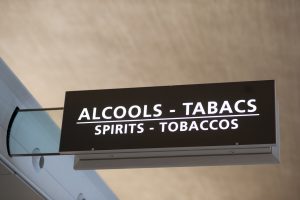 ALCOOLS - TABACS
SPIRITS - TOBACCOS